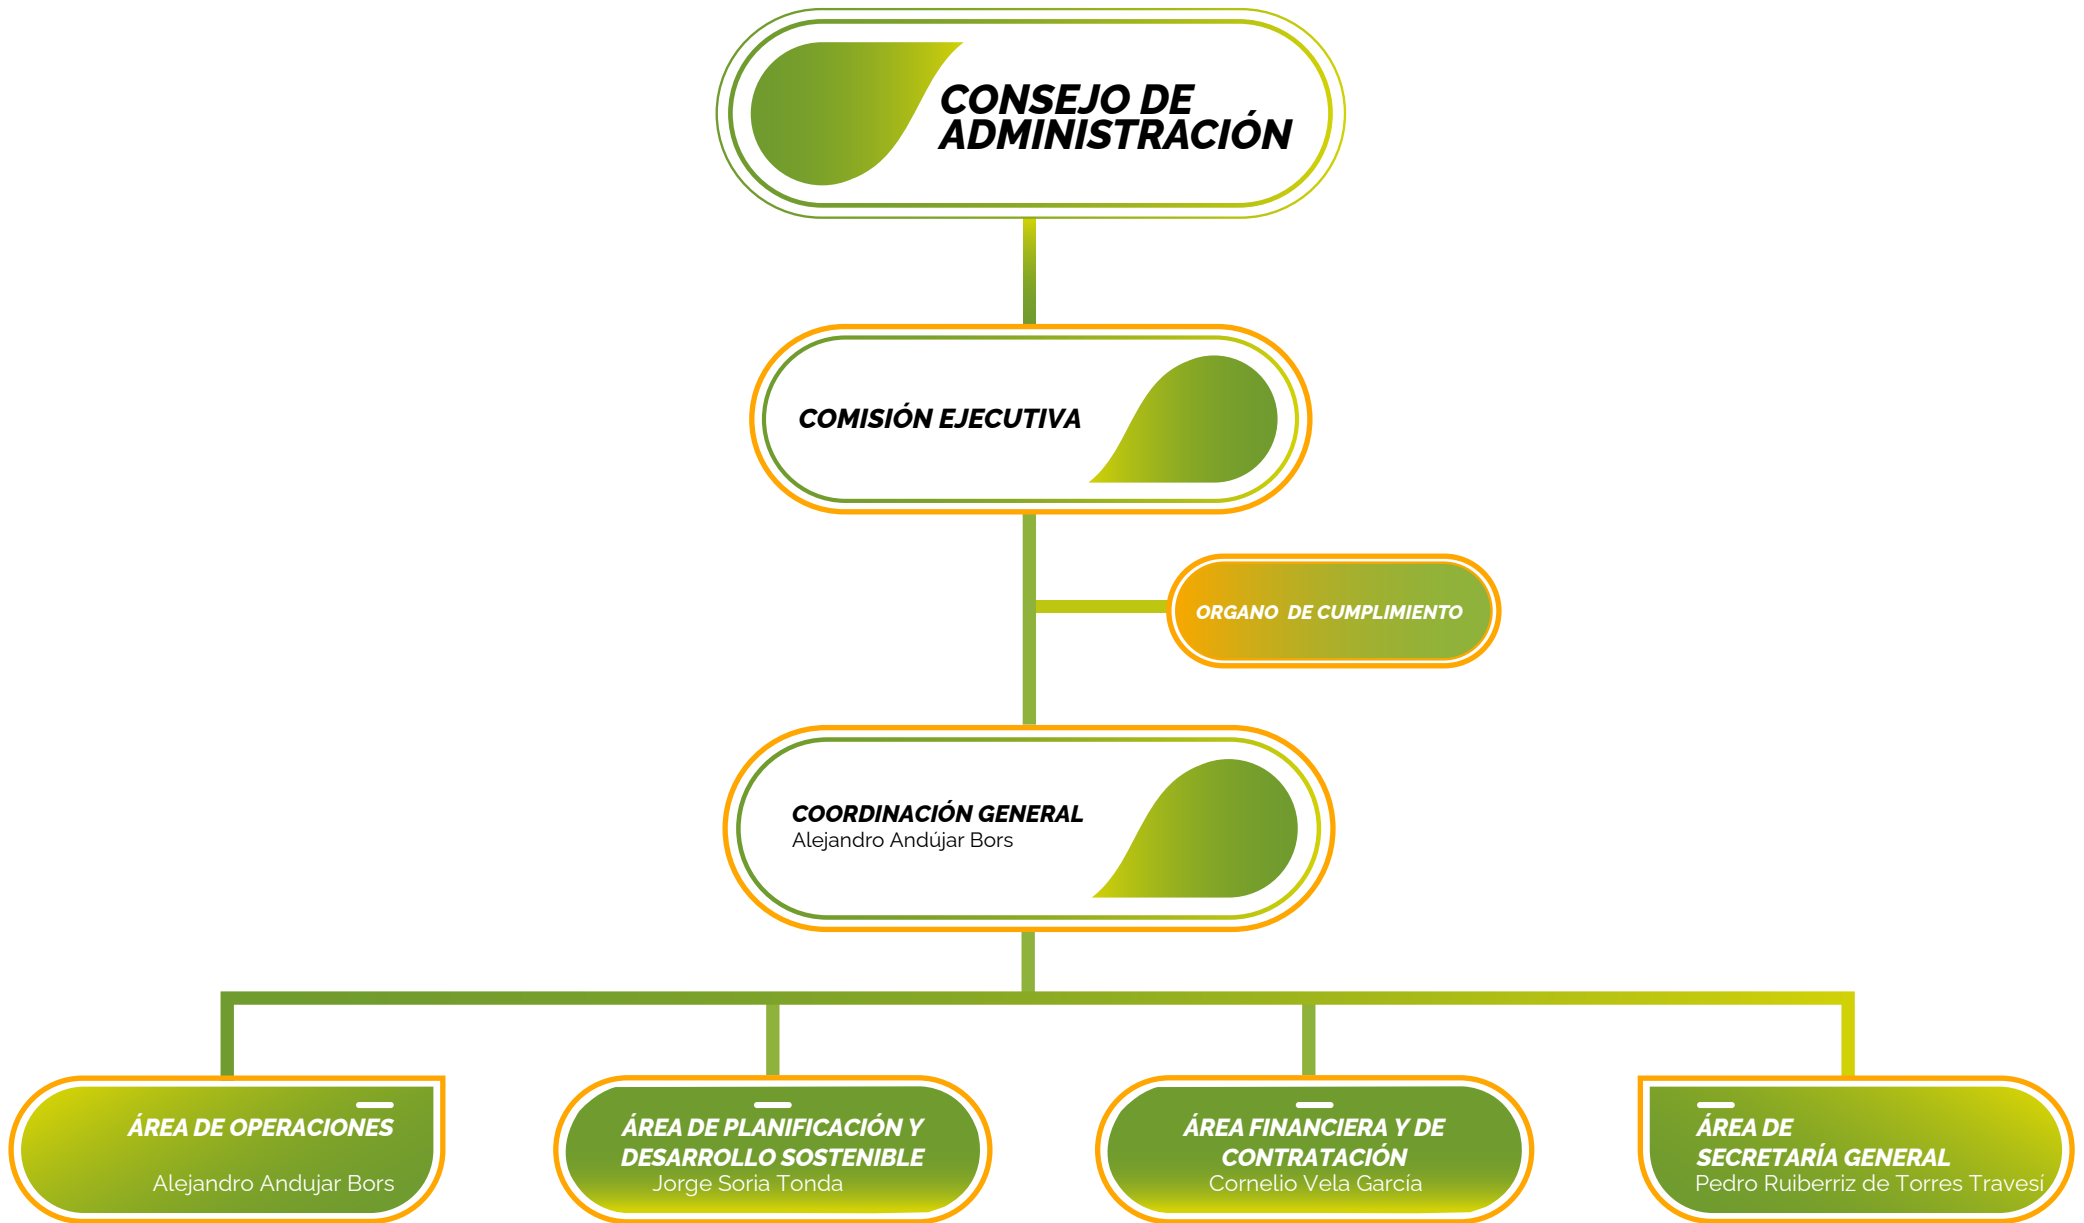 CONSEJO DE
ADMINISTRACIÓN
COMISIÓN EJECUTIVA
ORGANO DE CUMPLIMIENTO
COORDINACIÓN GENERAL
Alejandro Andújar Bors
ÁREA DE OPERACIONES
Alejandro Andujar Bors
ÁREA DE PLANIFICACIÓN Y
DESARROLLO SOSTENIBLE
Jorge Soria Tonda
ÁREA FINANCIERA Y DE
CONTRATACIÓN
Cornelio Vela García
ÁREA DE
SECRETARÍA GENERAL
Pedro Ruiberriz de Torres Travesí